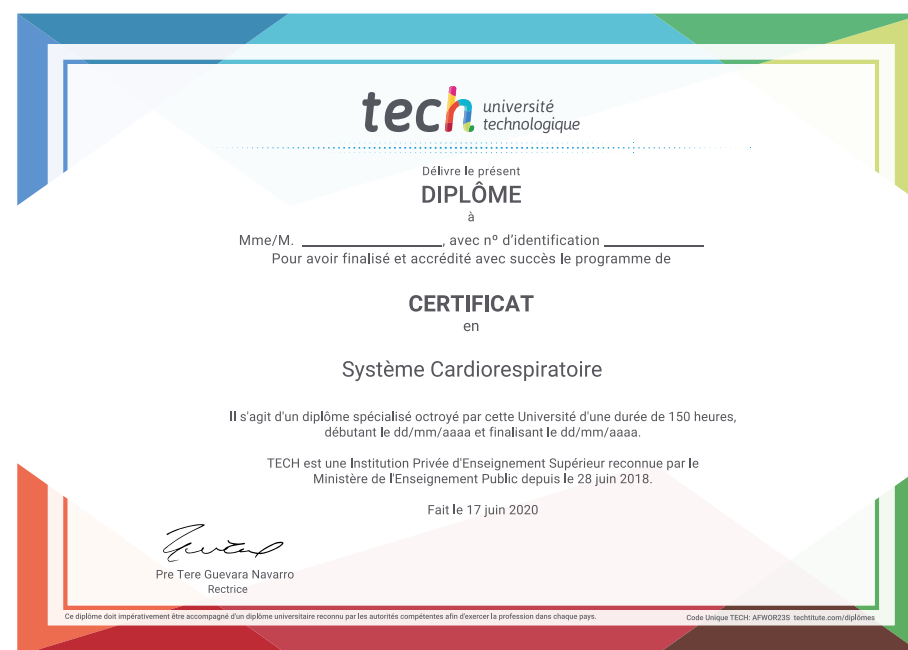 tech université
technologique
Délivre le présent
DIPLÔME
à
Mme/M. ____________________, avec nº d'identification ______________
Pour avoir finalisé et accrédité avec succès le programme de
CERTIFICAT
en
Système Cardiorespiratoire
Il s'agit d'un diplôme spécialisé octroyé par cette Université d'une durée de 150 heures,
débutant le dd/mm/aaaa et finalisant le dd/mm/aaaa.
TECH est une Institution Privée d'Enseignement Supérieur reconnue par le
Ministère de l'Enseignement Public depuis le 28 juin 2018.
Fait le 17 juin 2020
Pre Tere Guevara Navarro
Rectrice
Ce diplôme doit impérativement être accompagné d'un diplôme universitaire reconnu par les autorités compétentes afin d'exercer la profession dans chaque pays.
Code Unique TECH: AFWOR23S techtitute.com/diplômes